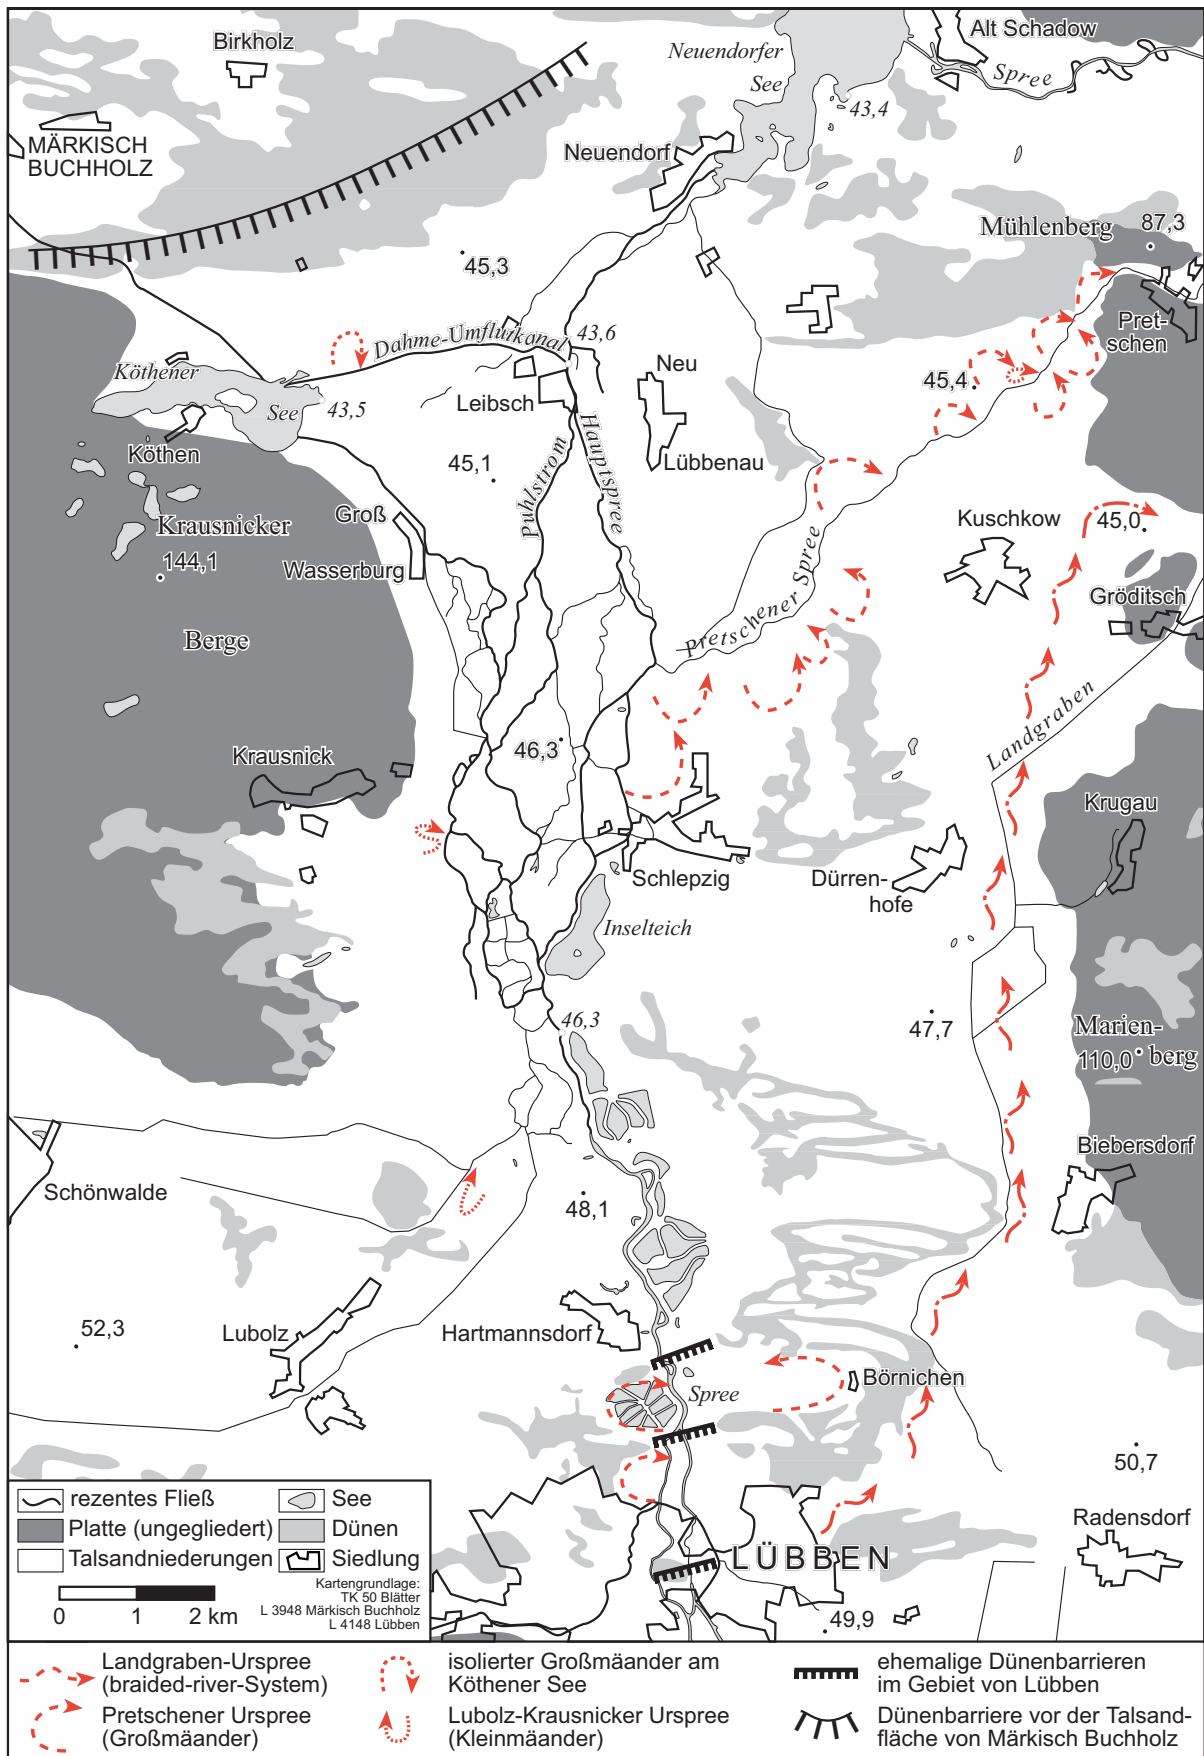 Birkholz
Neuendorfer
See
Alt Schadow
Spree
MÄRKISCH
BUCHHOLZ
43,4
Neuendorf
Mühlenberg
87,3
45,3
Pret-
schen
Dahme-Umflutkanal
43,6
Köthener
See
43,5
Neu
Lübbenau
45,4
Leibsch
Köthen
45,1
Puhlstrom
Hauptspree
Krausnicker
144,1
Berge
Groß
Wasserburg
Kuschkow
45,0
Gröditsch
Pretschener Spree
Landgraben
46,3
Krausnick
Krugau
Schlepzig
Dürren-
hofe
Inselteich
46,3
47,7
Marien-
110,0
berg
Biebersdorf
Schönwalde
48,1
52,3
Lubolz
Hartmannsdorf
Spree
Börnichen
50,7
Radensdorf
LÜBBEN
49,9
rezentes Fließ
See
Platte (ungegliedert)
Dünen
Talsandniederungen
Siedlung
0 1 2 km
Kartengrundlage:
TK 50 Blätter
L 3948 Märkisch Buchholz
L 4148 Lübben
Landgraben-Urspree
(braided-river-System)
Pretschener Urspree
(Großmäander)
isolierter Großmäander am
Köthener See
Lubolz-Krausnicker Urspree
(Kleinmäander)
ehemalige Dünenbarrieren
im Gebiet von Lübben
Dünenbarriere vor der Talsand-
fläche von Märkisch Buchholz